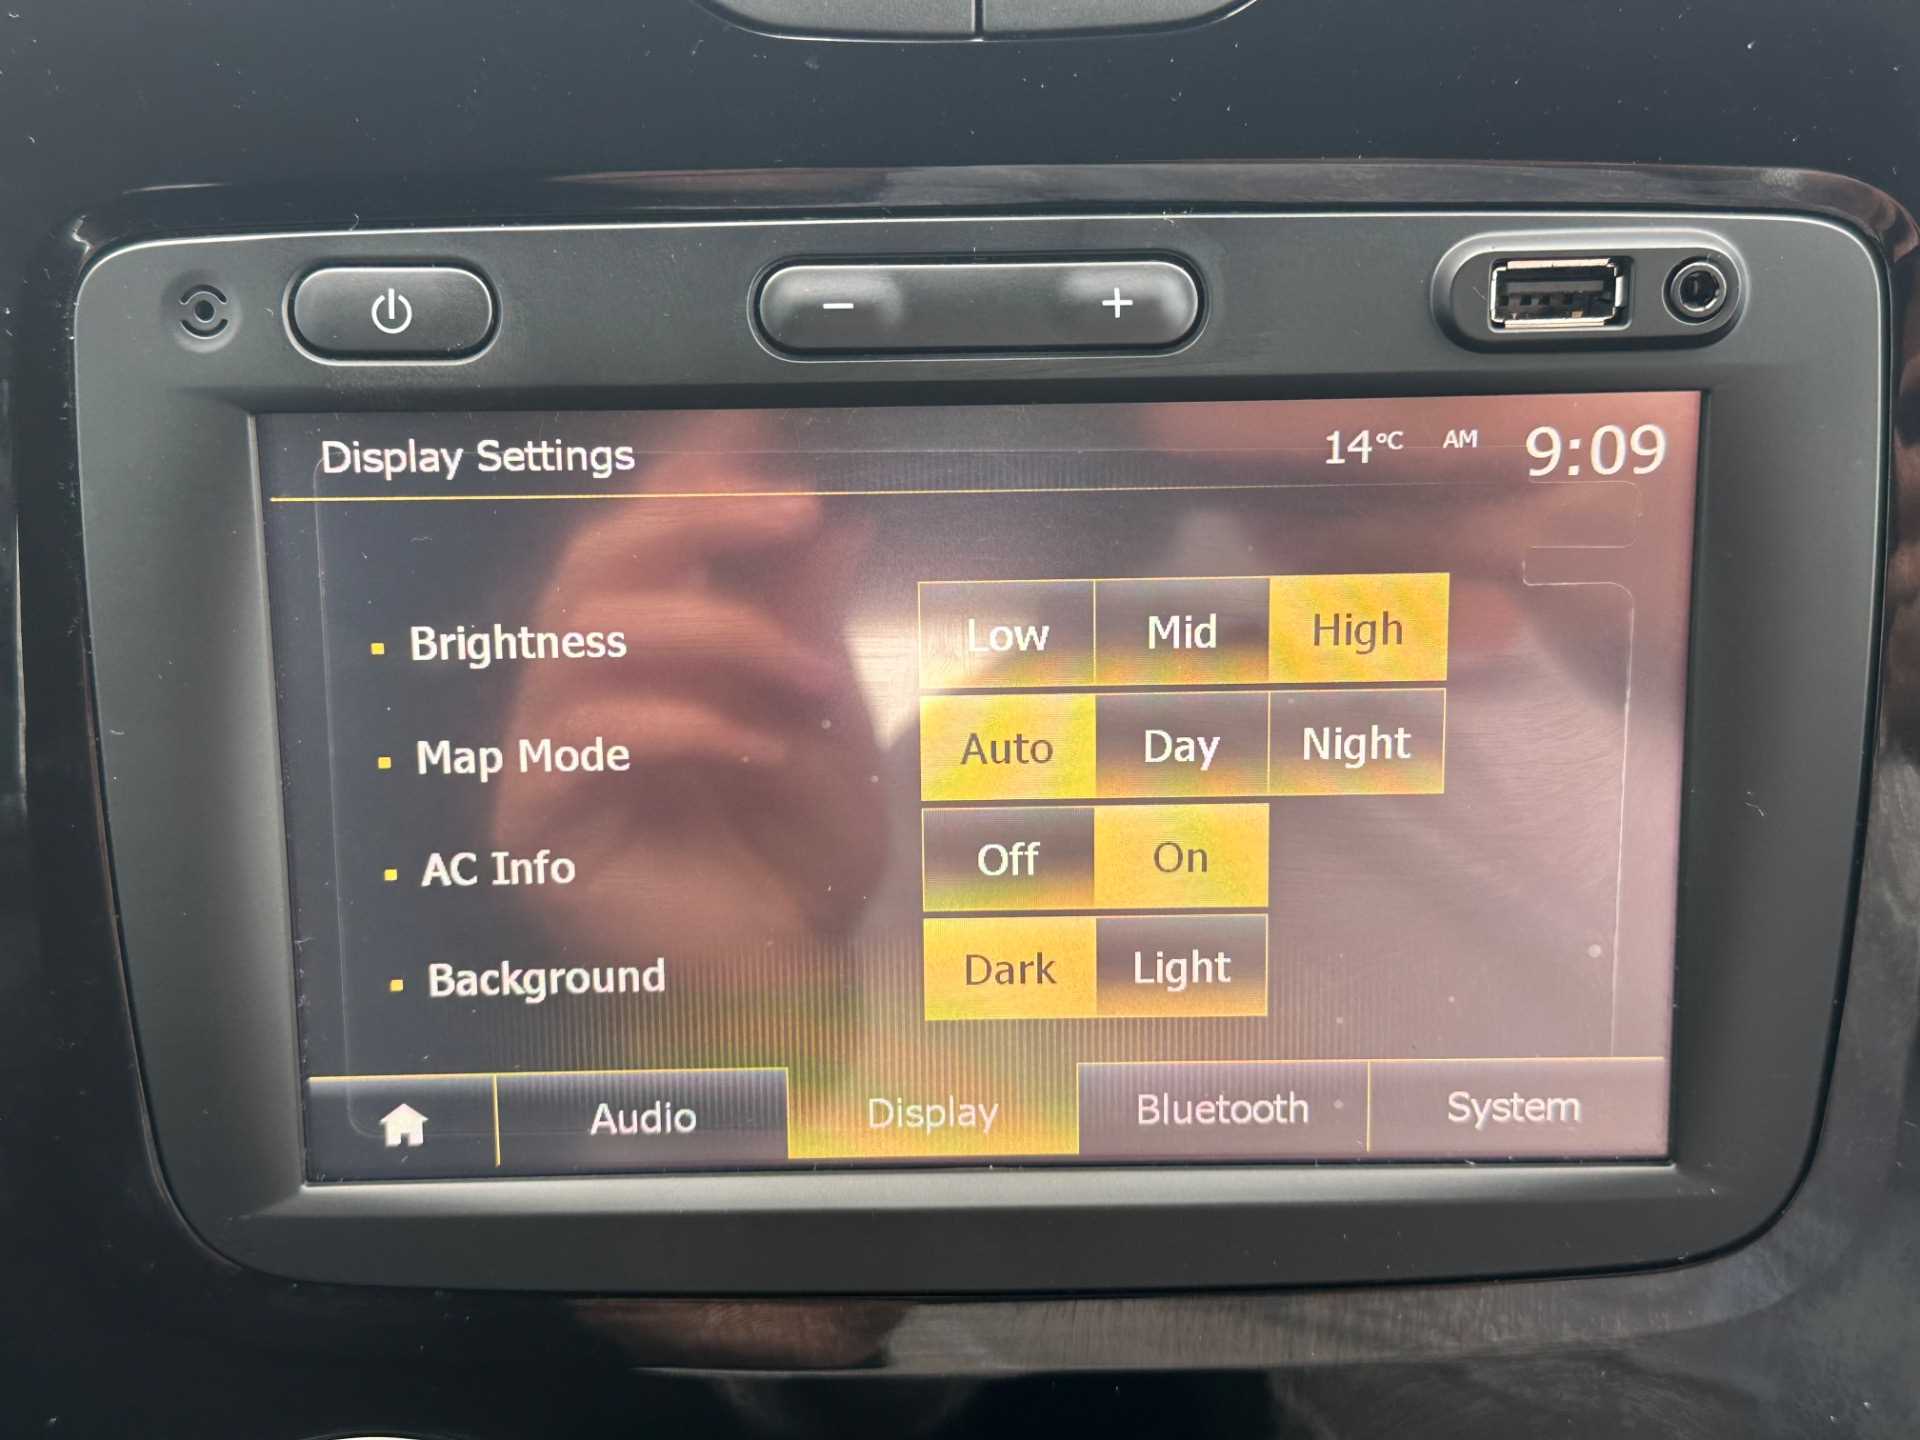 Display Settings 14°C AM 9:09
Brightness Low Mid High
Map Mode Auto Day Night
AC Info Off On
Background Dark Light
Audio Display Bluetooth System